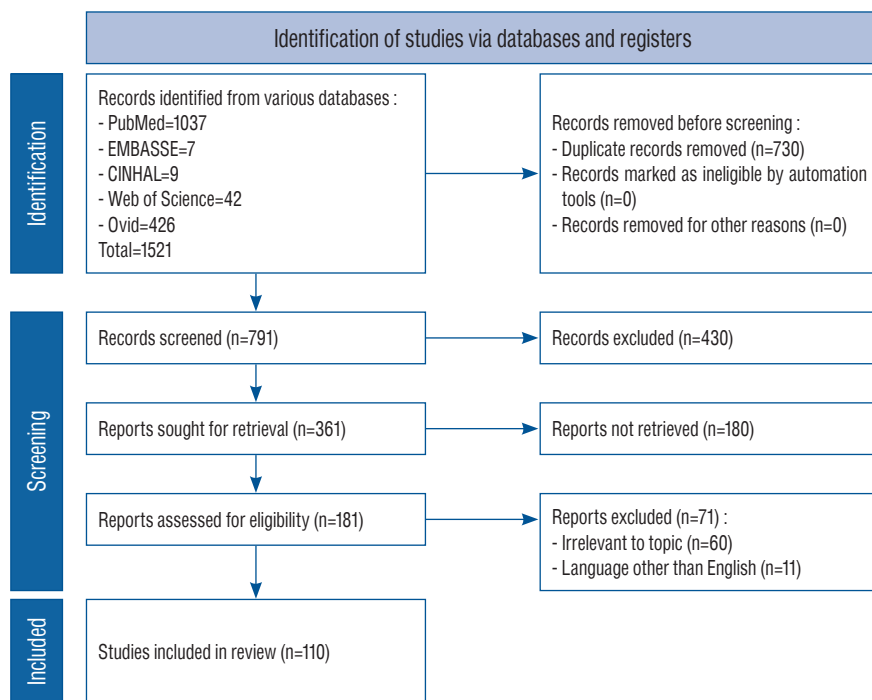 Identification of studies via databases and registers
Identification
Records identified from various databases :
- PubMed=1037
- EMBASSE=7
- CINHAL=9
- Web of Science=42
- Ovid=426
Total=1521
Records removed before screening :
- Duplicate records removed (n=730)
- Records marked as ineligible by automation
tools (n=0)
- Records removed for other reasons (n=0)
Screening
Records screened (n=791)
Records excluded (n=430)
Reports sought for retrieval (n=361)
Reports not retrieved (n=180)
Reports assessed for eligibility (n=181)
Reports excluded (n=71) :
- Irrelevant to topic (n=60)
- Language other than English (n=11)
Included
Studies included in review (n=110)